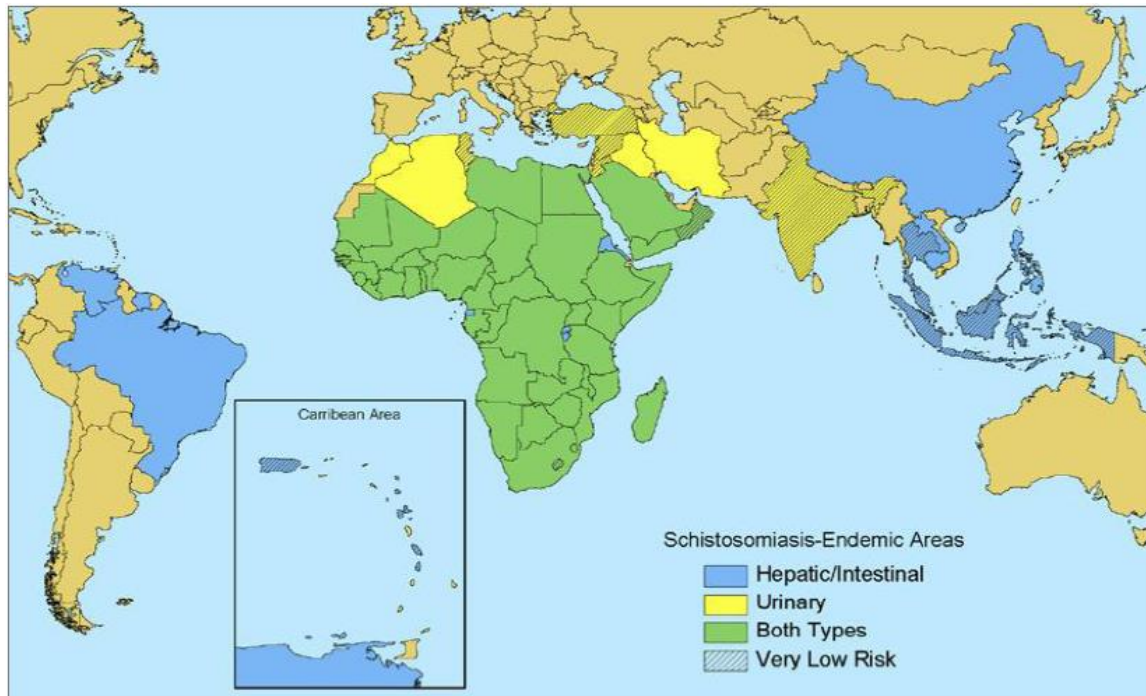 Carribean Area
Schistosomiasis-Endemic Areas
Hepatic/Intestinal
Urinary
Both Types
Very Low Risk